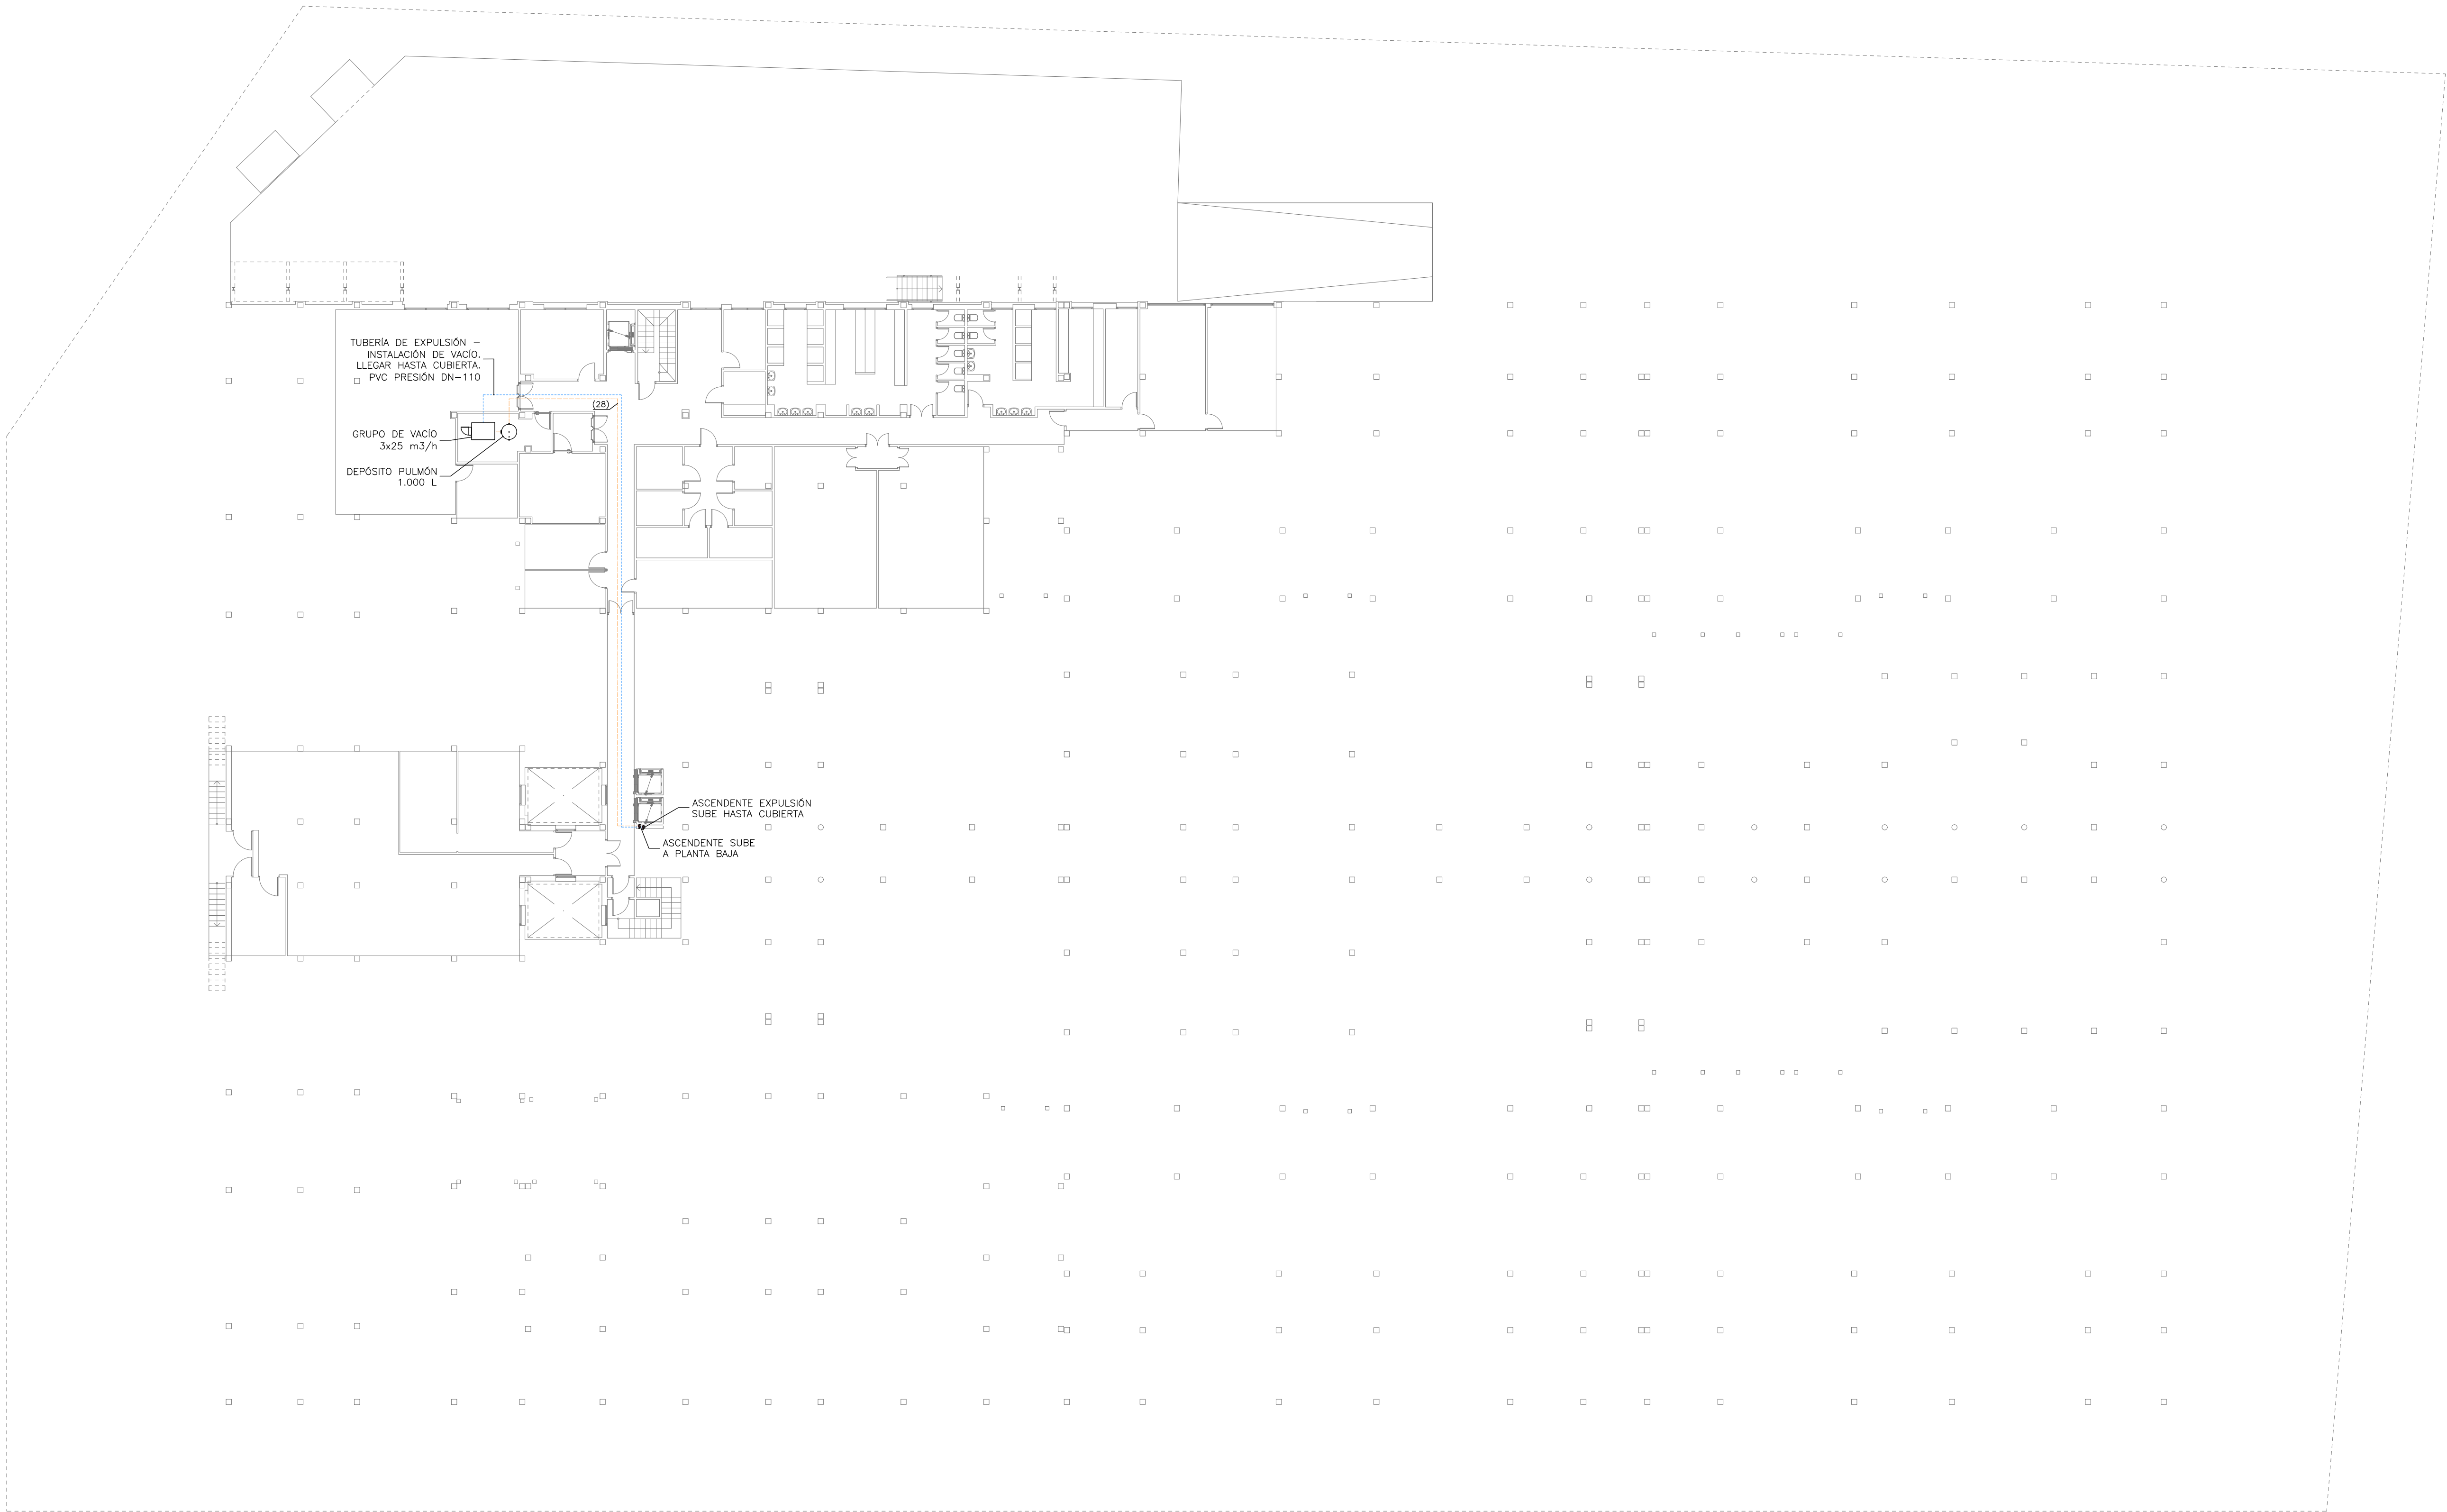 TUBERÍA DE EXPULSIÓN –
INSTALACIÓN DE VACÍO.
LLEGAR HASTA CUBIERTA.
PVC PRESIÓN DN–110
(28)
GRUPO DE VACÍO
3x25 m3/h
DEPÓSITO PULMÓN
1.000 L
ASCENDENTE EXPULSIÓN
SUBE HASTA CUBIERTA
ASCENDENTE SUBE
A PLANTA BAJA